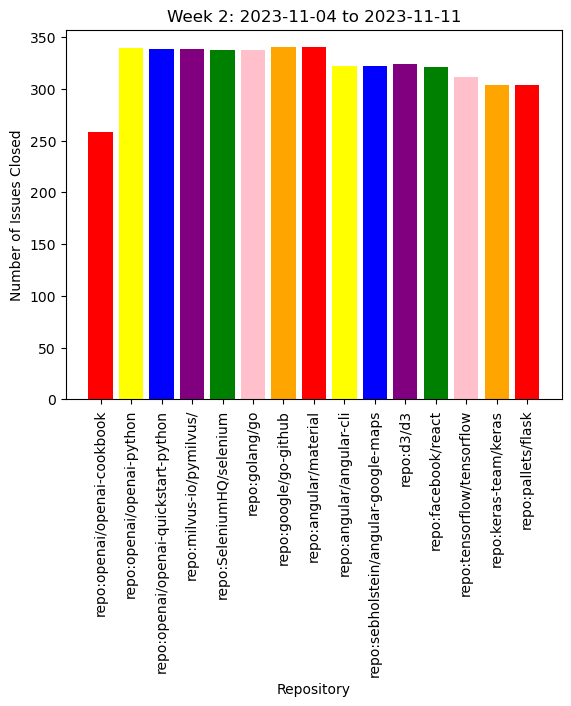 Week 2: 2023-11-04 to 2023-11-11
Number of Issues Closed
350
300
250
200
150
100
50
0
repo:openai/openai-cookbook
repo:openai/openai-python
repo:openai/openai-quickstart-python
repo:milvus-io/pymilvus/
repo:SeleniumHQ/selenium
repo:golang/go
repo:google/go-github
repo:angular/material
repo:angular/angular-cli
repo:sebholstein/angular-google-maps
repo:d3/d3
repo:facebook/react
repo:tensorflow/tensorflow
repo:keras-team/keras
repo:pallets/flask
Repository